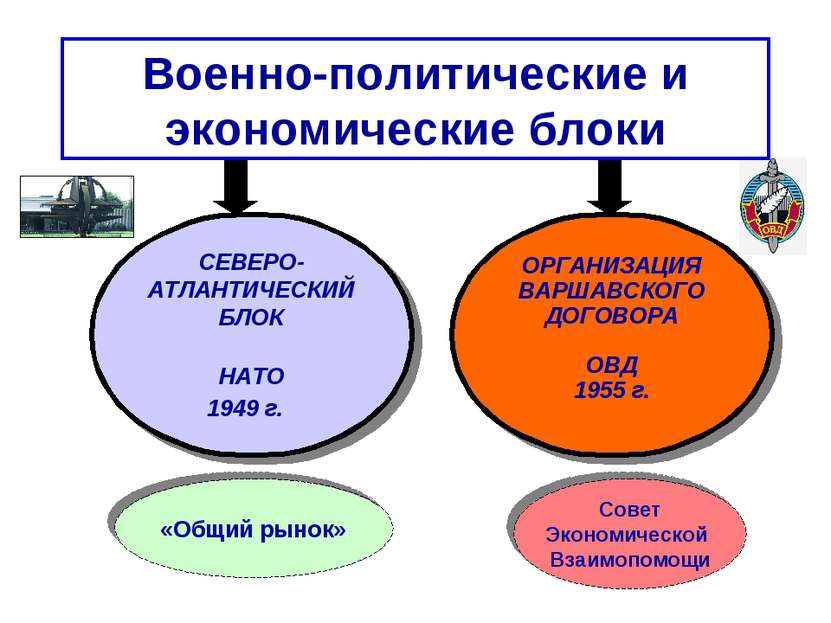 Военно-политические и
экономические блоки
ОВД
СЕВЕРО-
АТЛАНТИЧЕСКИЙ
БЛОК
НАТО
1949 г.
ОРГАНИЗАЦИЯ
ВАРШАВСКОГО
ДОГОВОРА
ОВД
1955 г.
«Общий рынок»
Совет
Экономической
Взаимопомощи